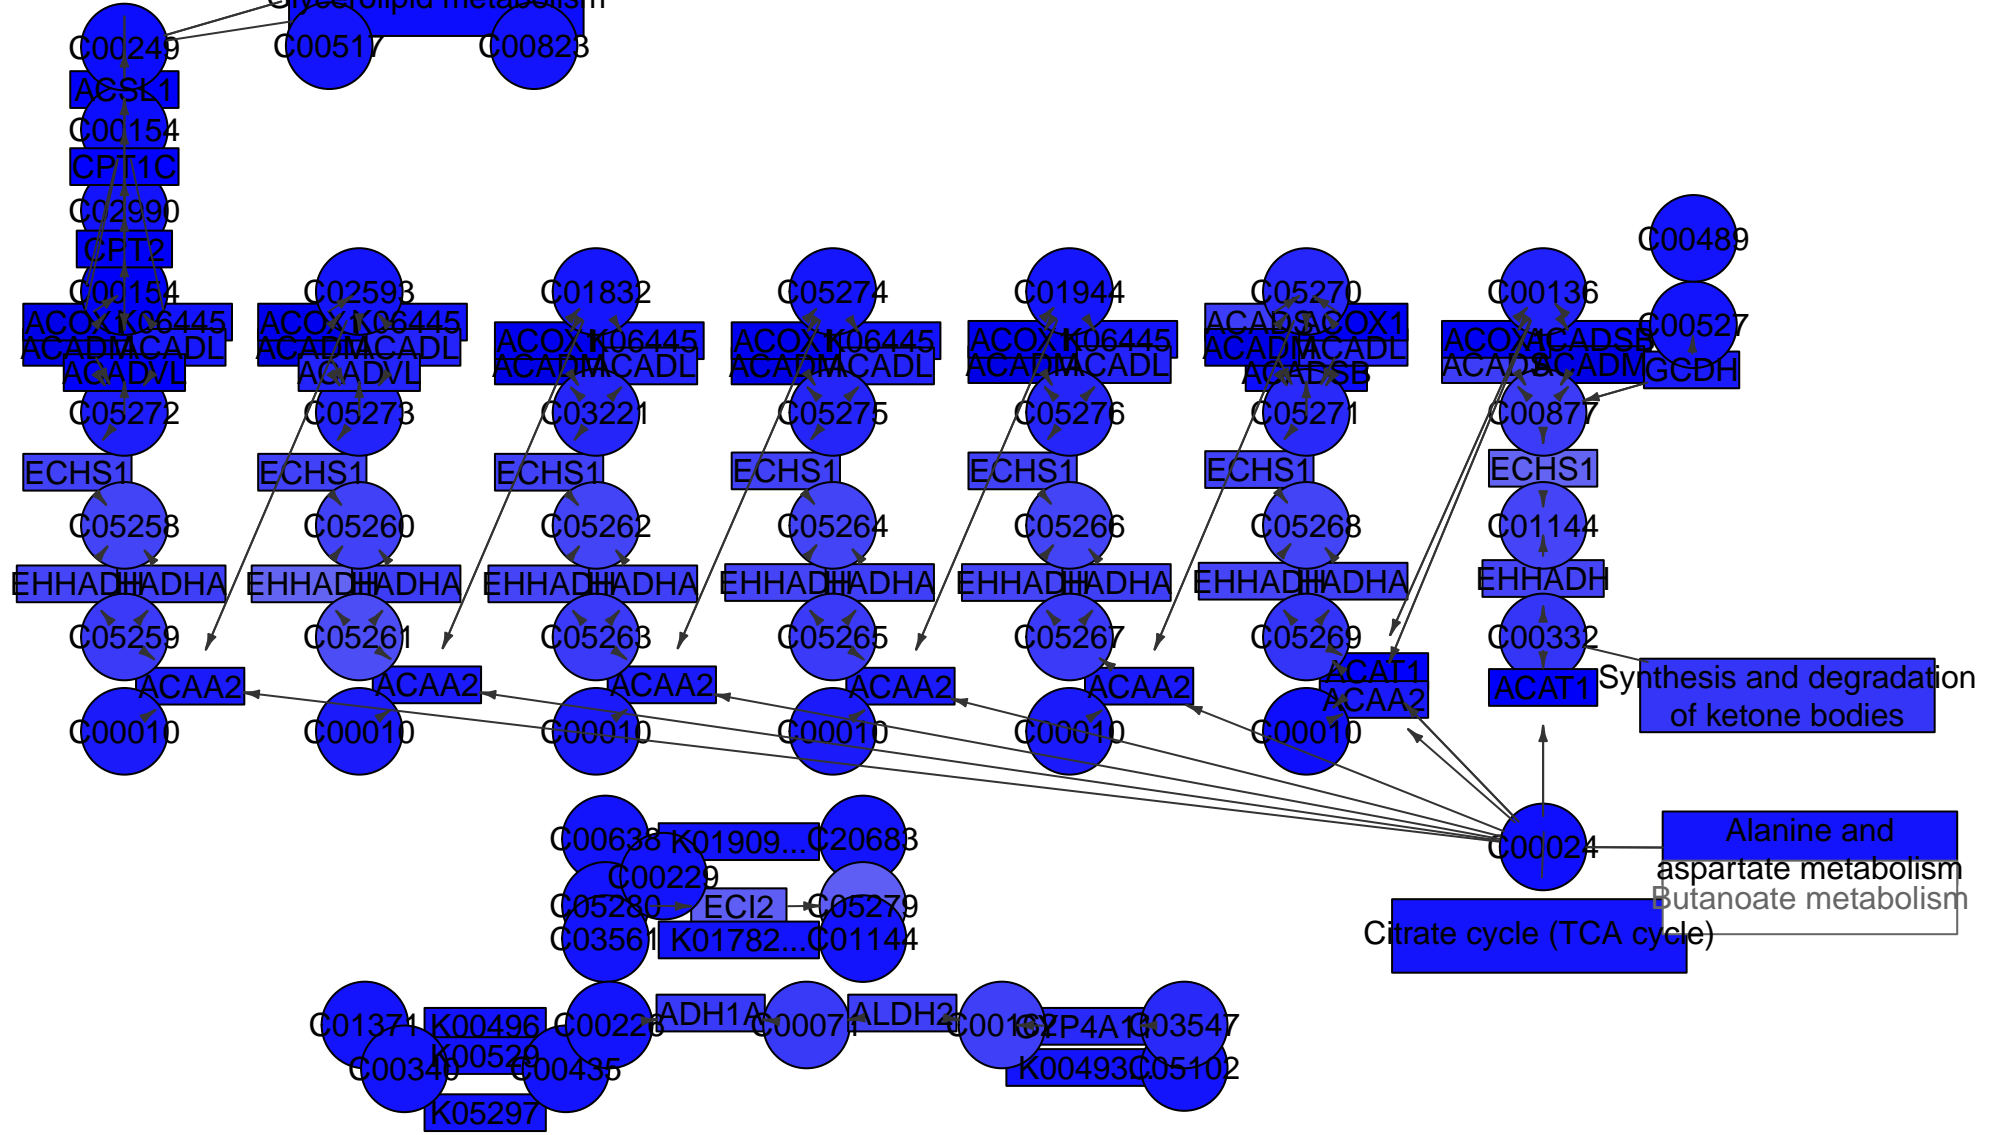 Glycerolipid metabolism
C00249
C00517
C00823
ACSL1
C00154
CPT1C
C02990
CPT2
C00154
C02593
C01832
C05274
C01944
C05270
C00136
C00489
C00527
ACOX1 K06445
ACADM ACADL
ACADVL
ACOX1 K06445
ACADM ACADL
ACADVL
ACOX1 K06445
ACADM ACADL
ACOX1 K06445
ACADM ACADL
ACOX1 K06445
ACADM ACADL
ACADS ACOX1
ACADM ACADL
ACADSB
ACOX1 ACADSB
ACADS ACADM
GCDH
C05272
C05273
C03221
C05275
C05276
C05271
C00877
ECHS1
ECHS1
ECHS1
ECHS1
ECHS1
ECHS1
ECHS1
C05258
C05260
C05262
C05264
C05266
C05268
C01144
EHHADH HADHA
EHHADH HADHA
EHHADH HADHA
EHHADH HADHA
EHHADH HADHA
EHHADH HADHA
EHHADH
C05259
C05261
C05263
C05265
C05267
C05269
C00332
ACAA2
ACAA2
ACAA2
ACAA2
ACAA2
ACAT1
ACAA2
ACAT1
Synthesis and degradation
of ketone bodies
C00010
C00010
C00010
C00010
C00010
C00010
C00638
K01909...
C20683
C00229
C05280
ECI2
C05279
C03561
K01782...
C01144
C00024
Alanine and
aspartate metabolism
Butanoate metabolism
Citrate cycle (TCA cycle)
C01371
K00496
C00226
ADH1A
C00071
ALDH2
C00162
CYP4A11
C03547
C00340
K00529
C00435
K00493...
C05102
K05297